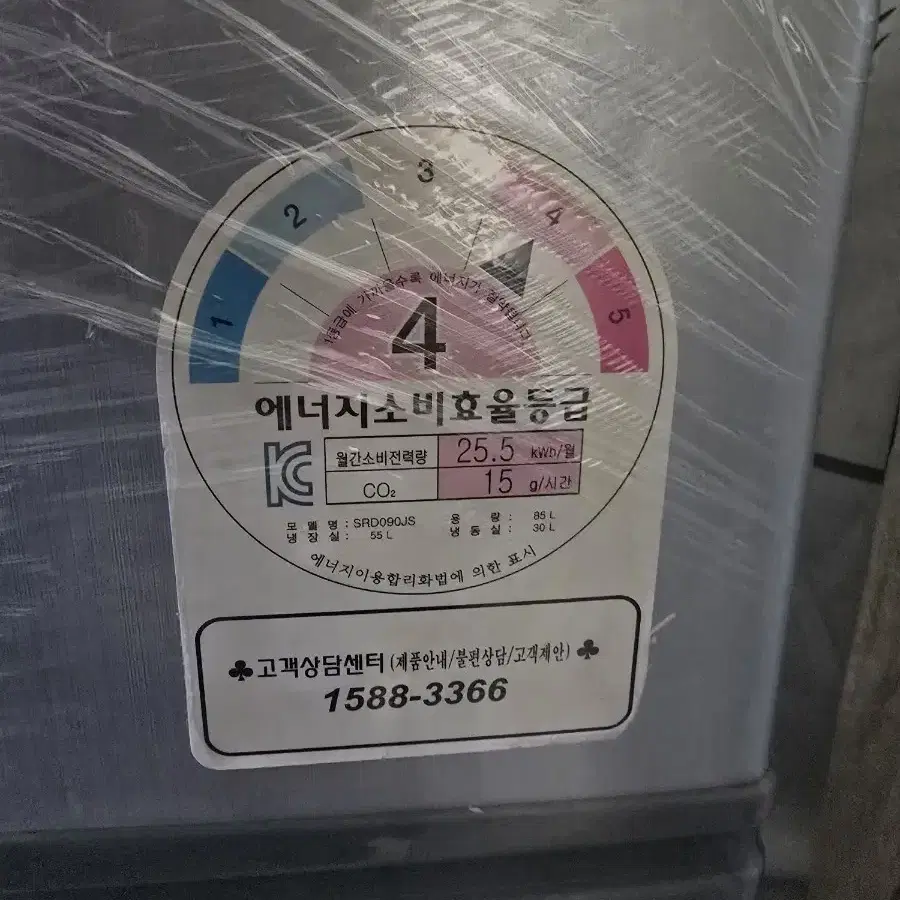 1
2
3
4
5
1등급에 가까울수록 에너지가 절약됩니다
4
에너지소비효율등급
월간소비전력량 25.5 kWh/월
CO₂ 15 g/시간
모 델 명 : SRD090JS 용 량 : 85 L
냉 장 실 : 55 L 냉 동 실 : 30 L
에너지이용합리화법에 의한 표시
♣고객상담센터 (제품안내/불편상담/고객제안) ♣
1588-3366